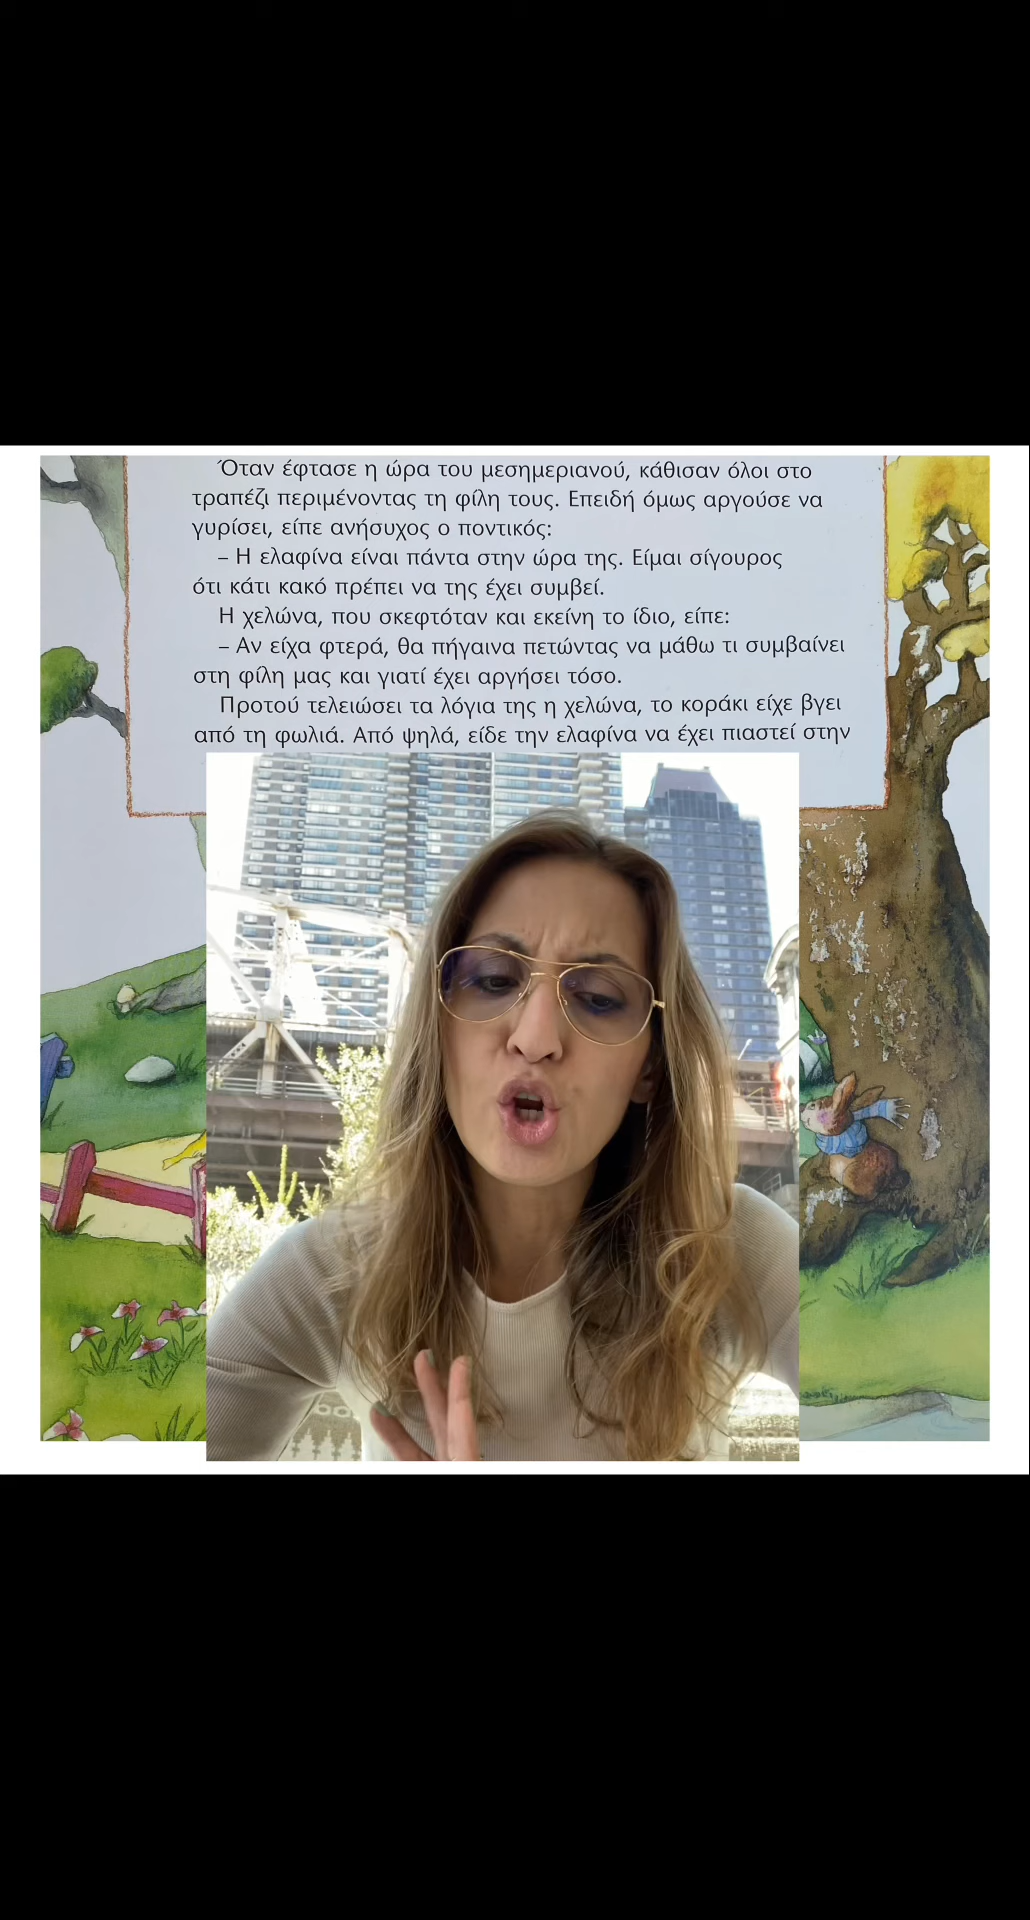 Όταν έφτασε η ώρα του μεσημεριανού, κάθισαν όλοι στο
τραπέζι περιμένοντας τη φίλη τους. Επειδή όμως αργούσε να
γυρίσει, είπε ανήσυχος ο ποντικός:
– Η ελαφίνα είναι πάντα στην ώρα της. Είμαι σίγουρος
ότι κάτι κακό πρέπει να της έχει συμβεί.
Η χελώνα, που σκεφτόταν και εκείνη το ίδιο, είπε:
– Αν είχα φτερά, θα πήγαινα πετώντας να μάθω τι συμβαίνει
στη φίλη μας και γιατί έχει αργήσει τόσο.
Προτού τελειώσει τα λόγια της η χελώνα, το κοράκι είχε βγει
από τη φωλιά. Από ψηλά, είδε την ελαφίνα να έχει πιαστεί στην